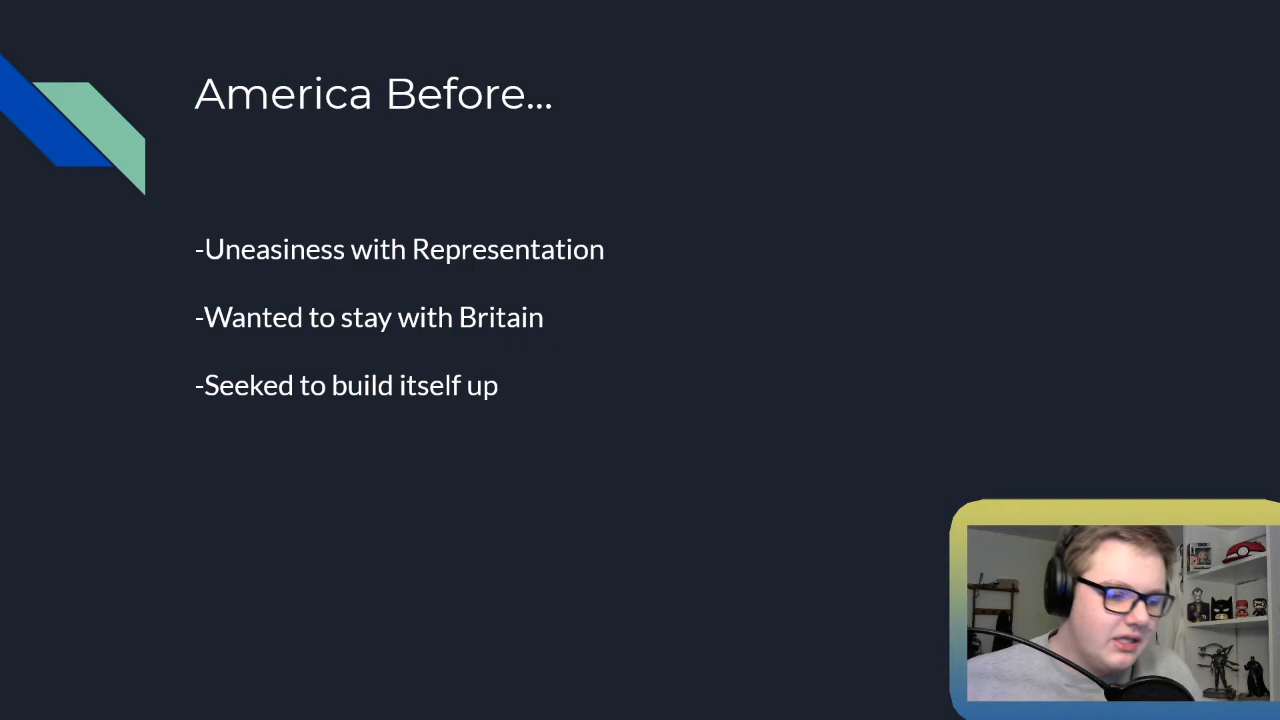 America Before...
-Uneasiness with Representation
-Wanted to stay with Britain
-Seeked to build itself up